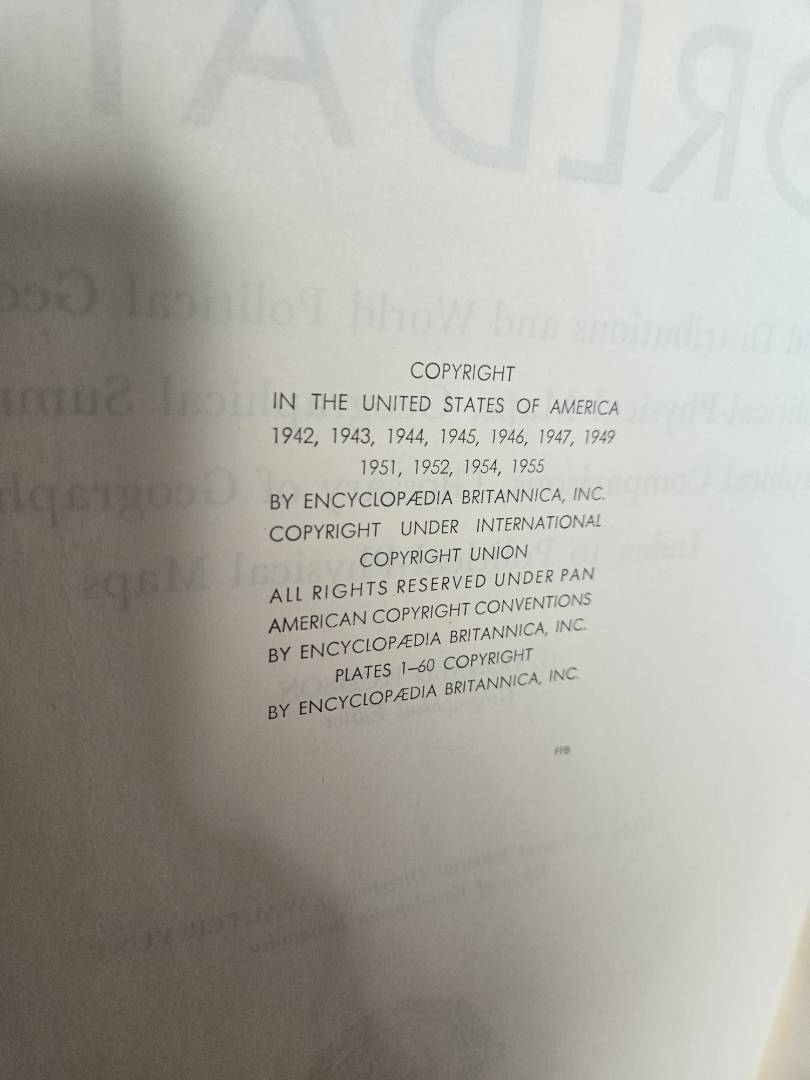 COPYRIGHT
IN THE UNITED STATES OF AMERICA
1942, 1943, 1944, 1945, 1946, 1947, 1949
1951, 1952, 1954, 1955
BY ENCYCLOPÆDIA BRITANNICA, INC.
COPYRIGHT UNDER INTERNATIONAL
COPYRIGHT UNION
ALL RIGHTS RESERVED UNDER PAN
AMERICAN COPYRIGHT CONVENTIONS
BY ENCYCLOPÆDIA BRITANNICA, INC.
PLATES 1–60 COPYRIGHT
BY ENCYCLOPÆDIA BRITANNICA, INC.